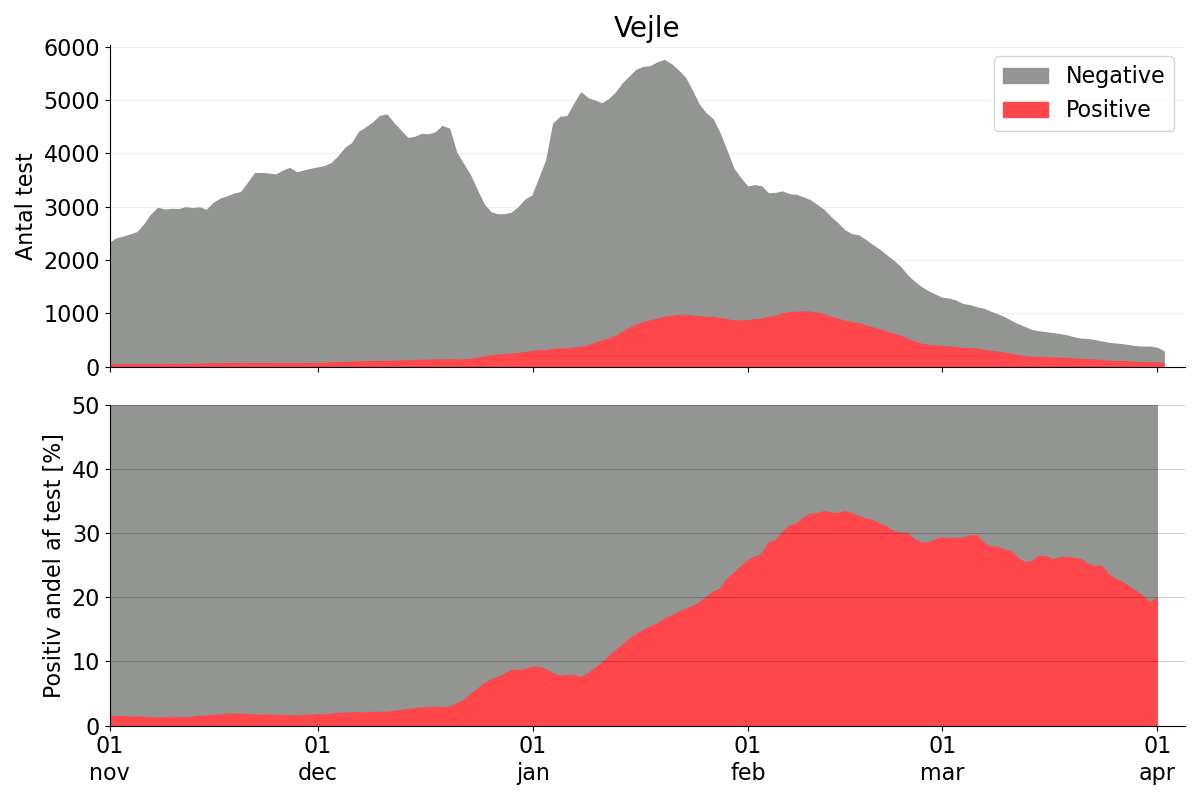 Vejle
Antal test
6000
5000
4000
3000
2000
1000
0
Negative
Positive
Positiv andel af test [%]
50
40
30
20
10
0
01 01 01 01 01 01
nov dec jan feb mar apr